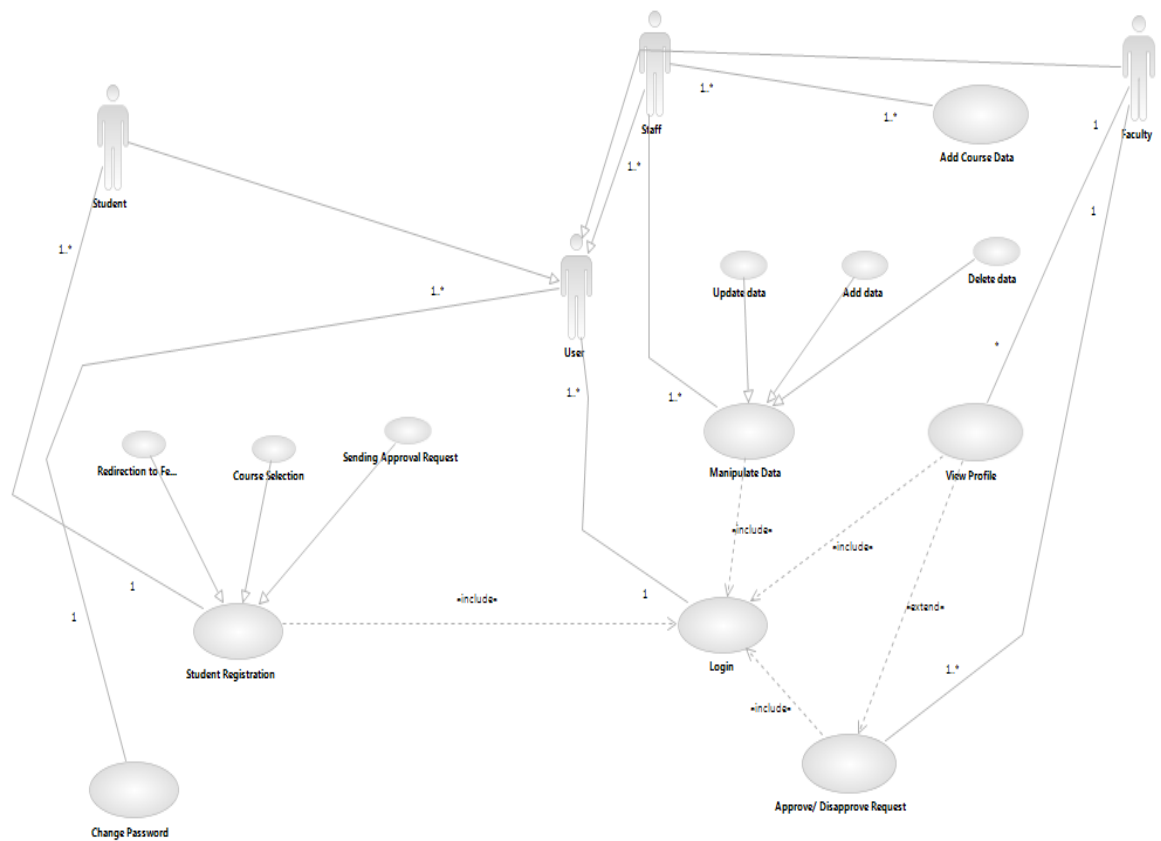 Staff
Faculty
1..*
1..*
1
Add Course Data
Student
1..*
1
1..*
Update data
Add data
Delete data
1..*
User
*
1..*
1..*
Redirection to Fe...
Course Selection
Sending Approval Request
Manipulate Data
View Profile
«include»
«include»
1
«include»
1
«extend»
1
Student Registration
Login
1..*
«include»
Change Password
Approve/ Disapprove Request